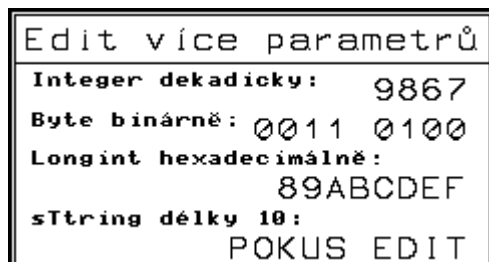 Edit více parametrů
Integer dekadicky: 9867
Byte binárně: 0011 0100
Longint hexadecimálně:
89ABCDEF
sTtring délky 10:
POKUS EDIT